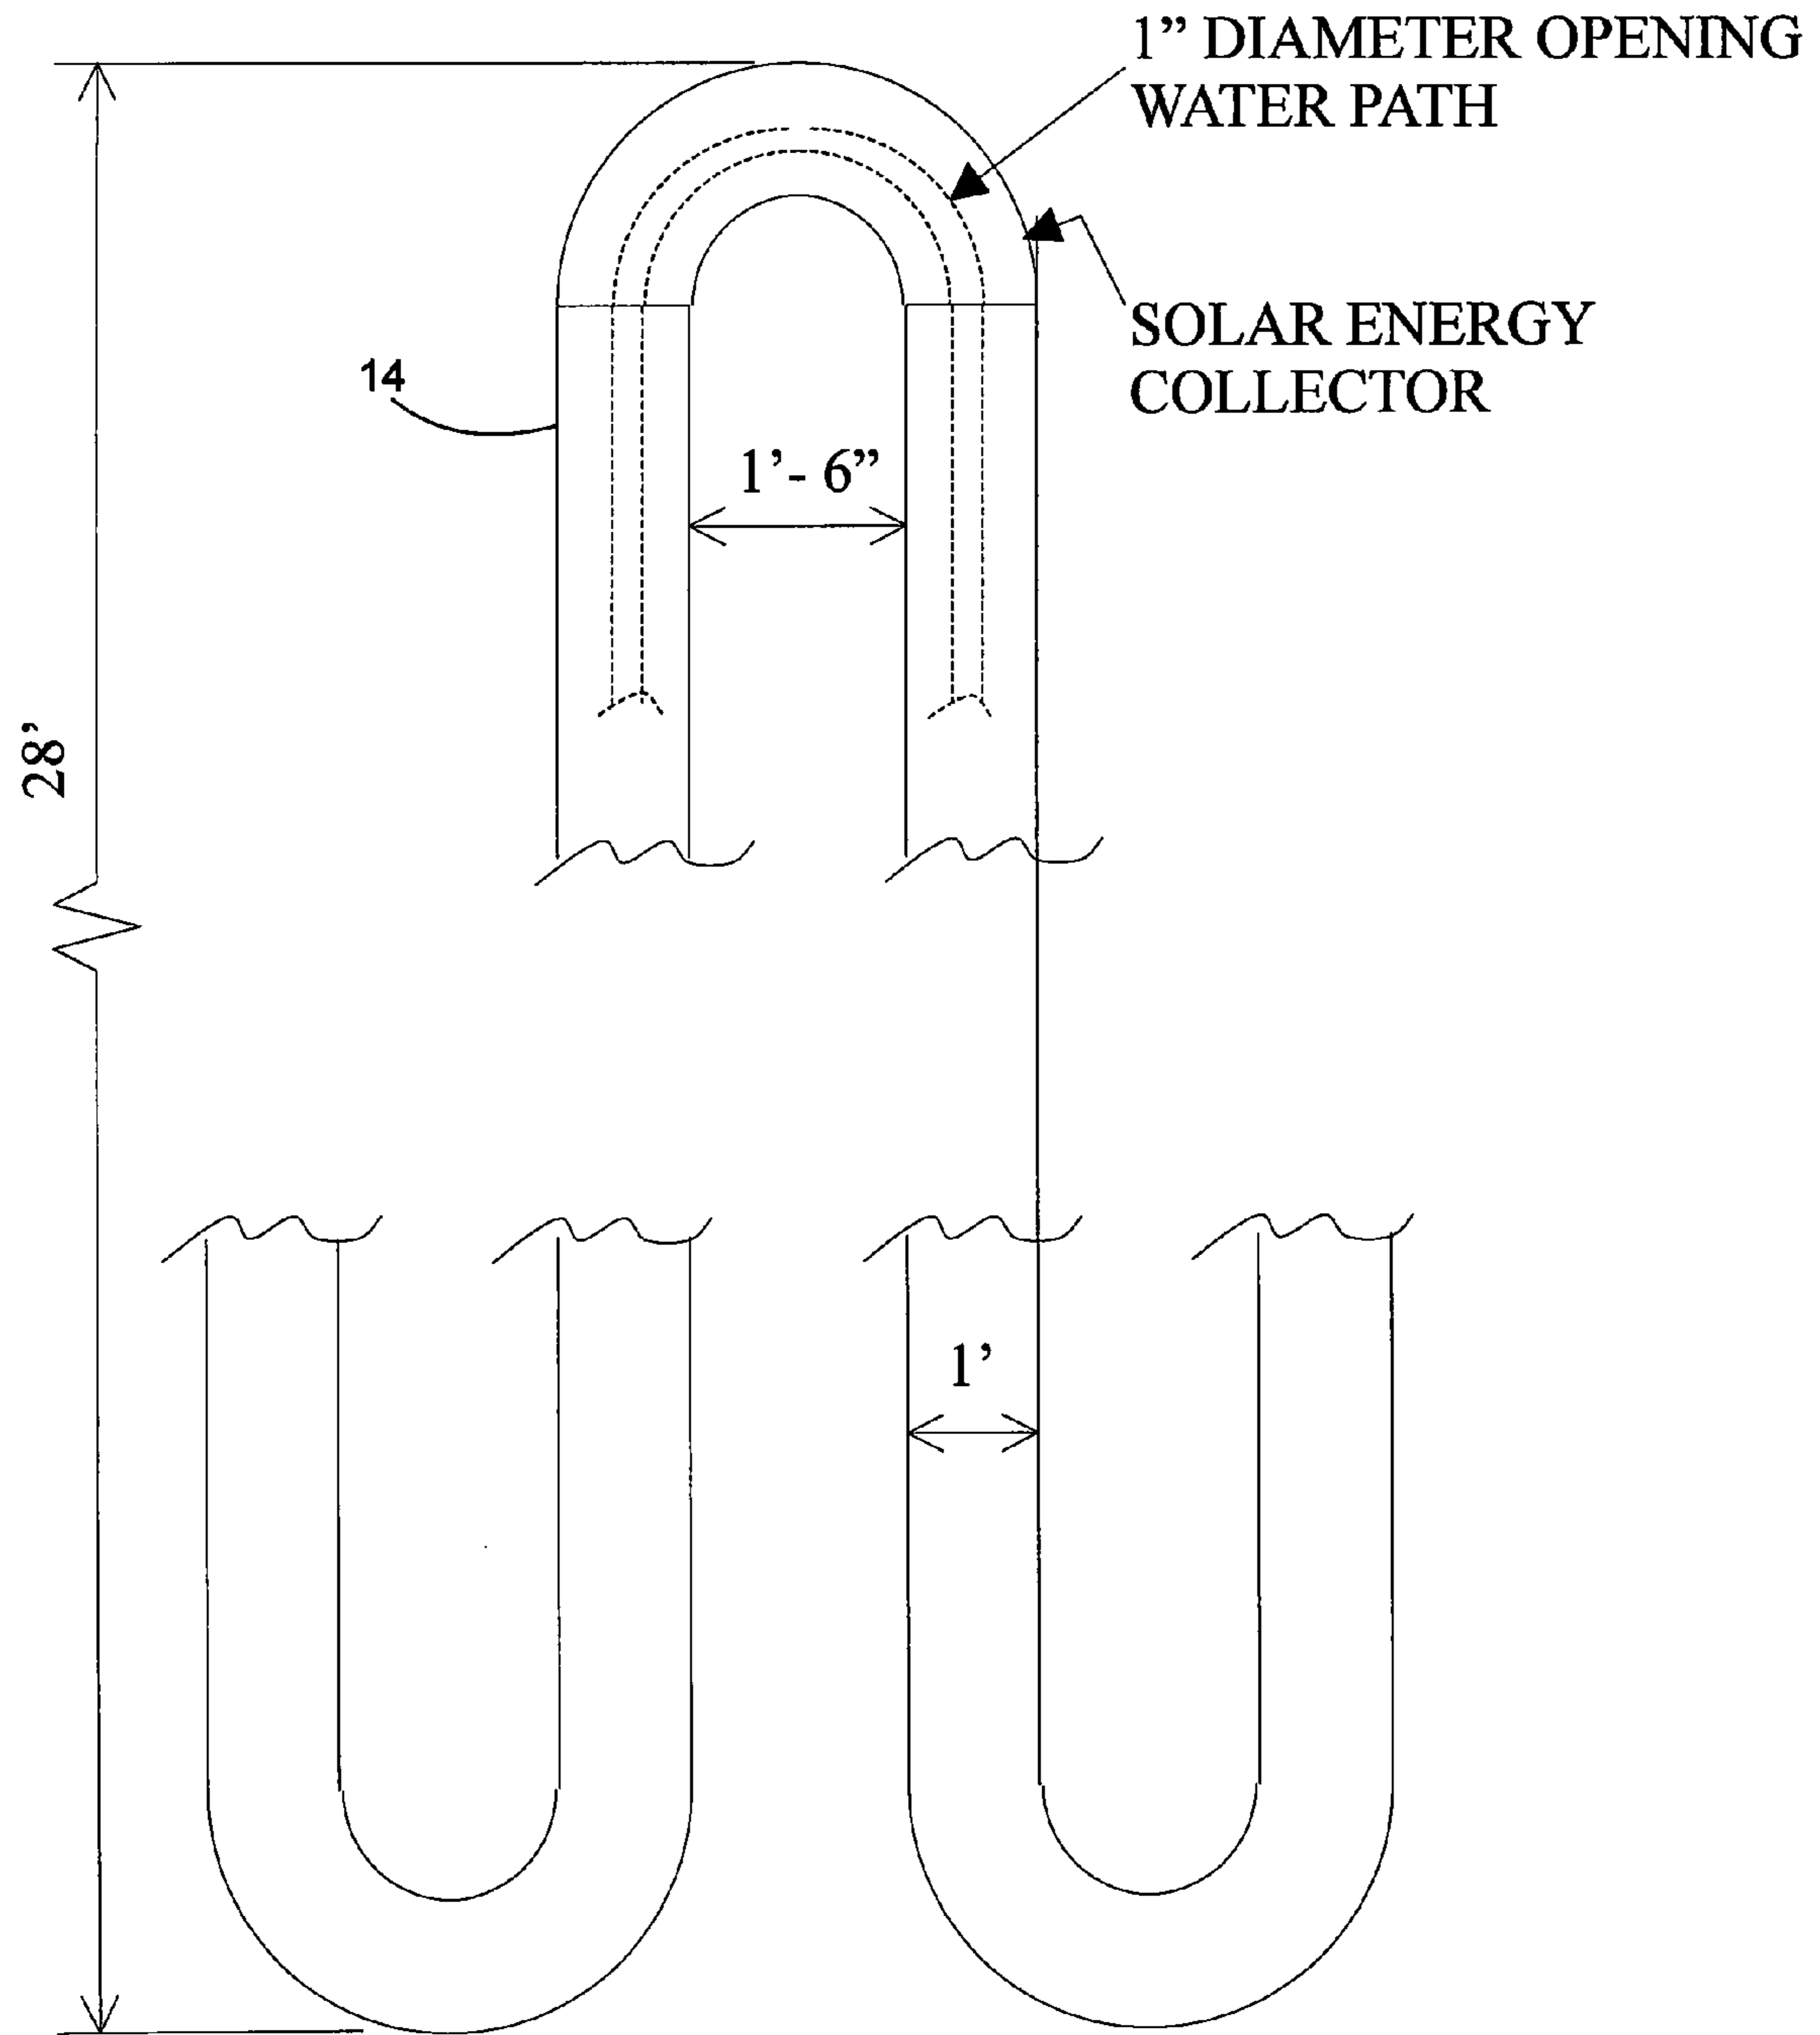 1” DIAMETER OPENING
WATER PATH
SOLAR ENERGY
COLLECTOR
14
1’- 6”
28’
1’